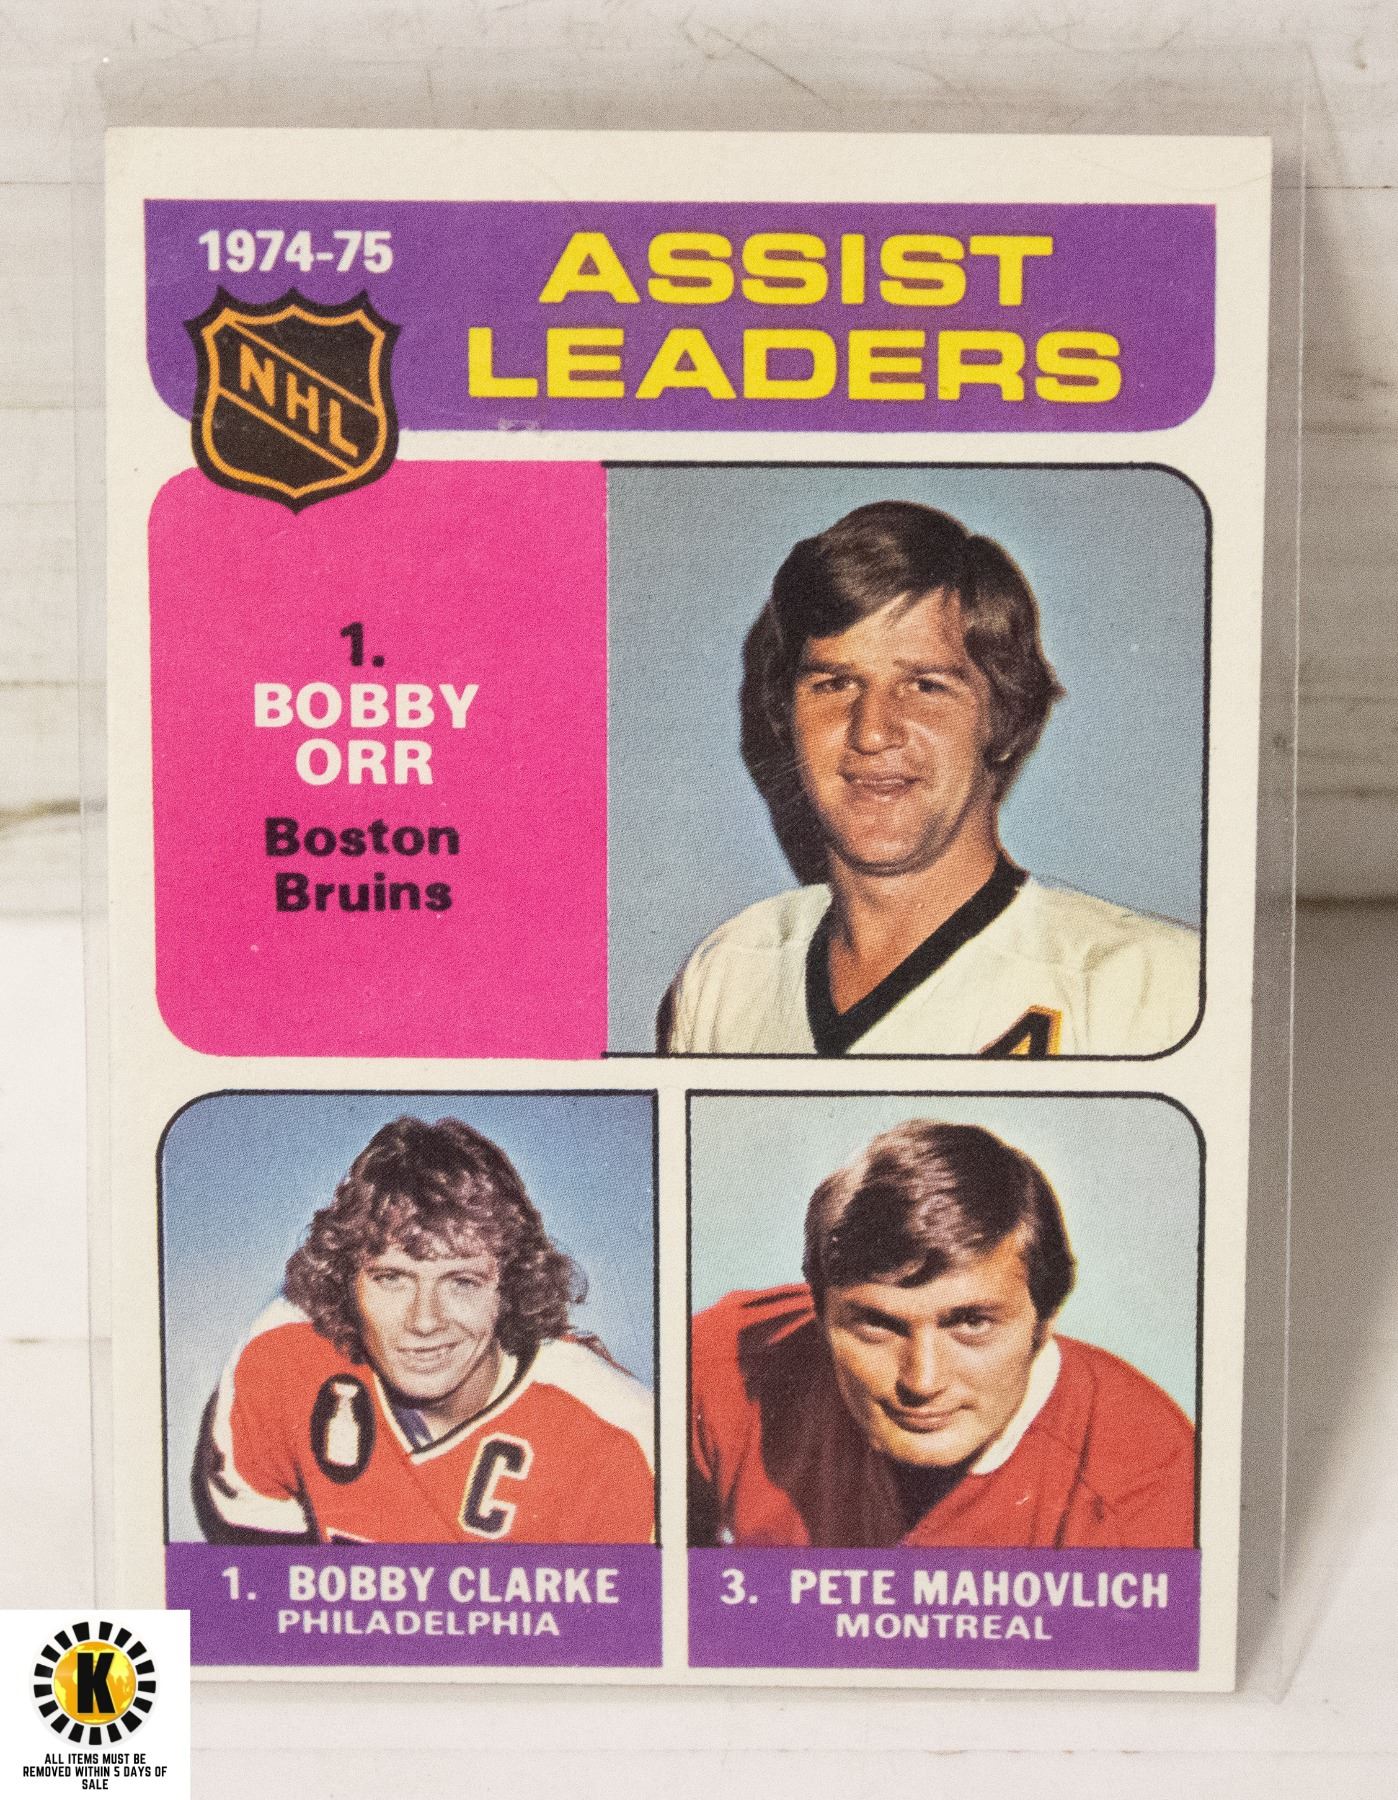 1974-75
ASSIST
LEADERS
NHL
1.
BOBBY
ORR
Boston
Bruins
A
C
1. BOBBY CLARKE
PHILADELPHIA
3. PETE MAHOVLICH
MONTREAL
K
ALL ITEMS MUST BE
REMOVED WITHIN 5 DAYS OF
SALE